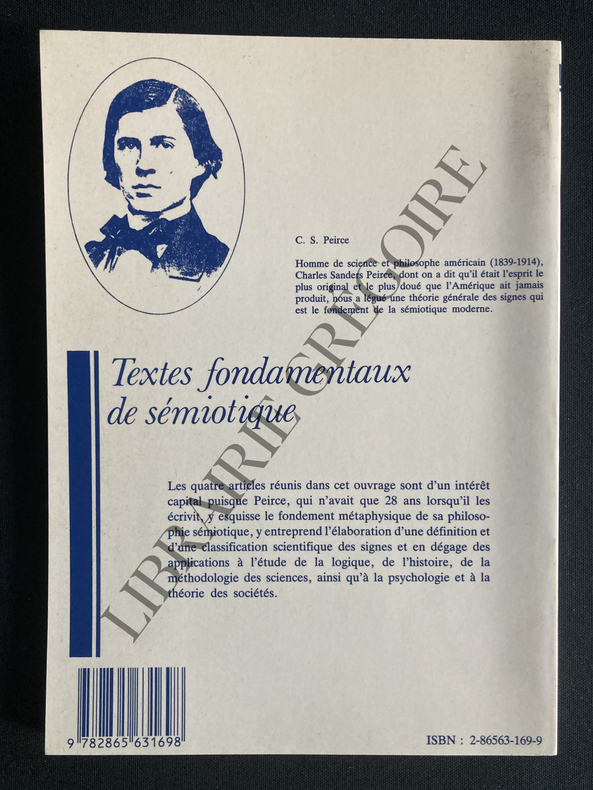 C. S. Peirce
Homme de science et philosophe américain (1839-1914),
Charles Sanders Peirce, dont on a dit qu'il était l'esprit le
plus original et le plus doué que l'Amérique ait jamais
produit, nous a légué une théorie générale des signes qui
est le fondement de la sémiotique moderne.
Textes fondamentaux
de sémiotique
Les quatre articles réunis dans cet ouvrage sont d'un intérêt
capital puisque Peirce, qui n'avait que 28 ans lorsqu'il les
écrivit, y esquisse le fondement métaphysique de sa philoso-
phie sémiotique, y entreprend l'élaboration d'une définition et
d'une classification scientifique des signes et en dégage des
applications à l'étude de la logique, de l'histoire, de la
méthodologie des sciences, ainsi qu'à la psychologie et à la
théorie des sociétés.
9 782865 631698
ISBN : 2-86563-169-9
LIBRAIRIE GREGOIRE